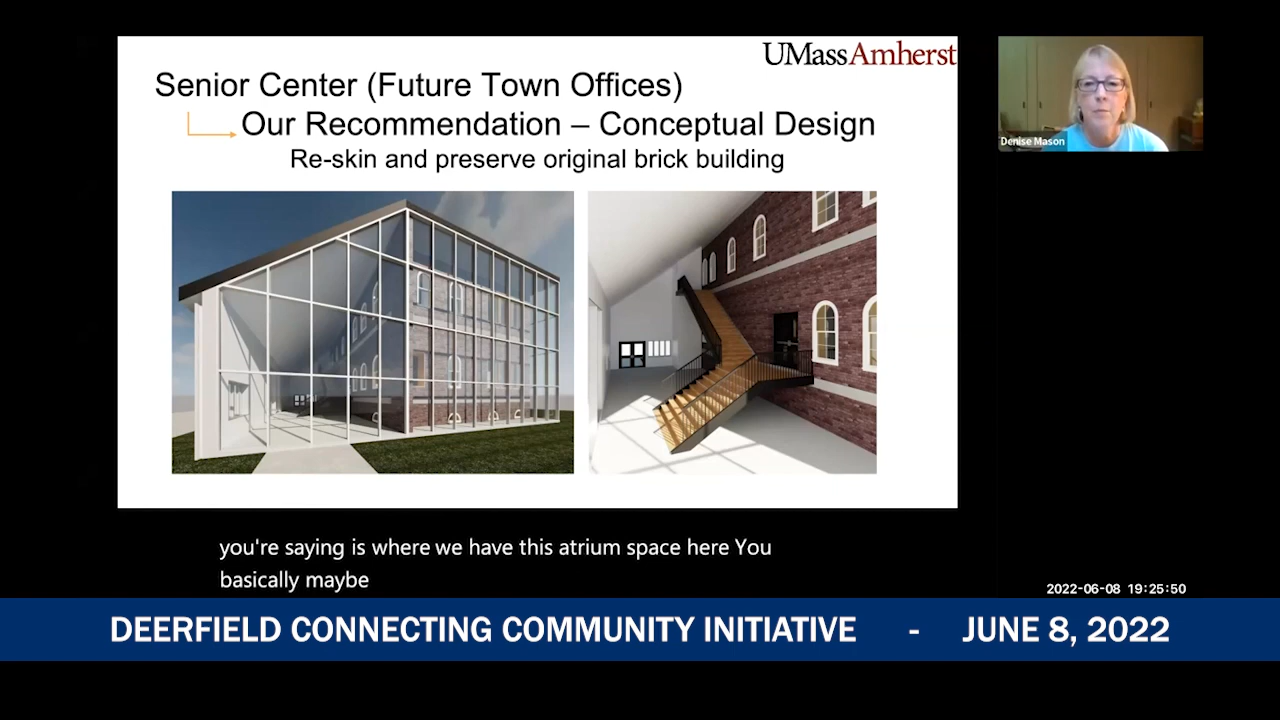 UMassAmherst
Senior Center (Future Town Offices)
Our Recommendation – Conceptual Design
Re-skin and preserve original brick building
Denise Mason
you're saying is where we have this atrium space here You
basically maybe
2022-06-08 19:25:50
DEERFIELD CONNECTING COMMUNITY INITIATIVE - JUNE 8, 2022